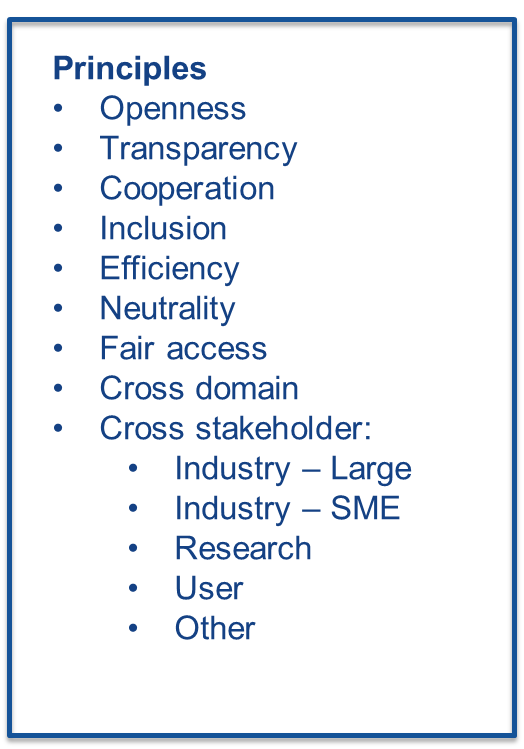 Principles
• Openness
• Transparency
• Cooperation
• Inclusion
• Efficiency
• Neutrality
• Fair access
• Cross domain
• Cross stakeholder:
• Industry – Large
• Industry – SME
• Research
• User
• Other